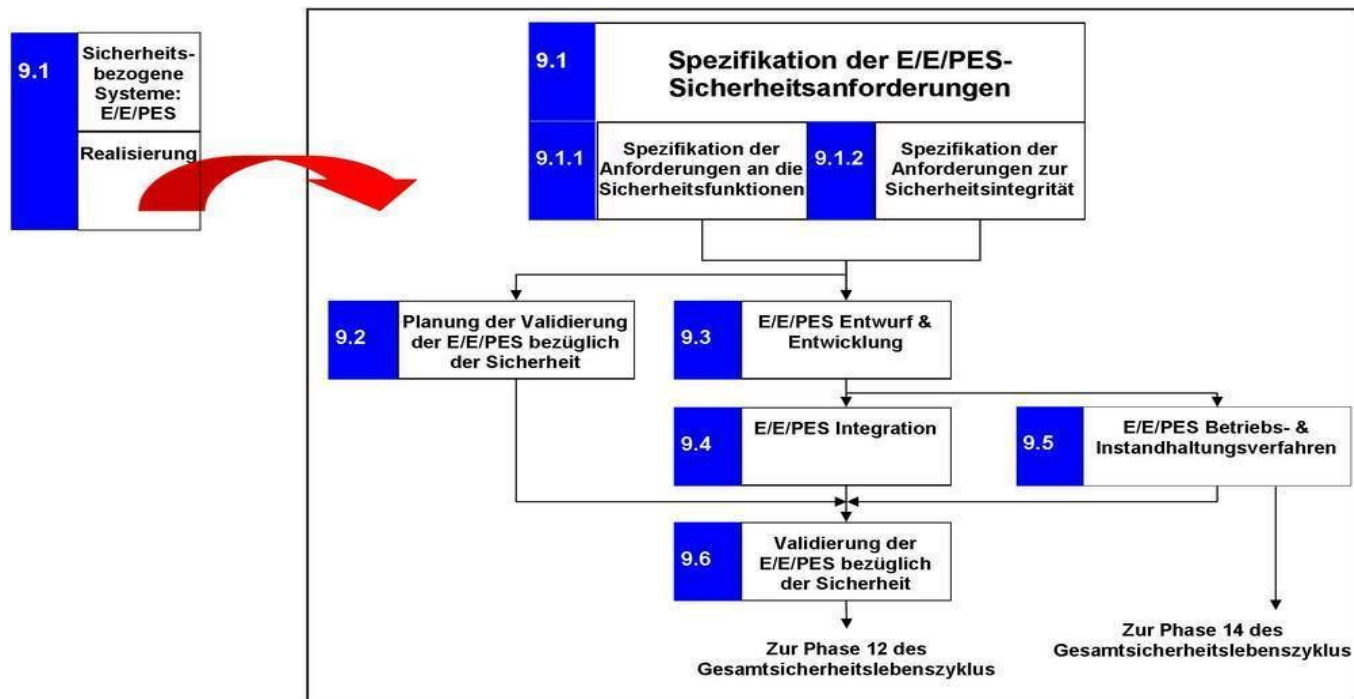 9.1
Sicherheits-
bezogene
Systeme:
E/E/PES
Realisierung
9.1
Spezifikation der E/E/PES-
Sicherheitsanforderungen
9.1.1
Spezifikation der
Anforderungen an die
Sicherheitsfunktionen
9.1.2
Spezifikation der
Anforderungen zur
Sicherheitsintegrität
9.2
Planung der Validierung
der E/E/PES bezüglich
der Sicherheit
9.3
E/E/PES Entwurf &
Entwicklung
9.4
E/E/PES Integration
9.5
E/E/PES Betriebs- &
Instandhaltungsverfahren
9.6
Validierung der
E/E/PES bezüglich
der Sicherheit
Zur Phase 12 des
Gesamtsicherheitslebenszyklus
Zur Phase 14 des
Gesamtsicherheitslebenszyklus